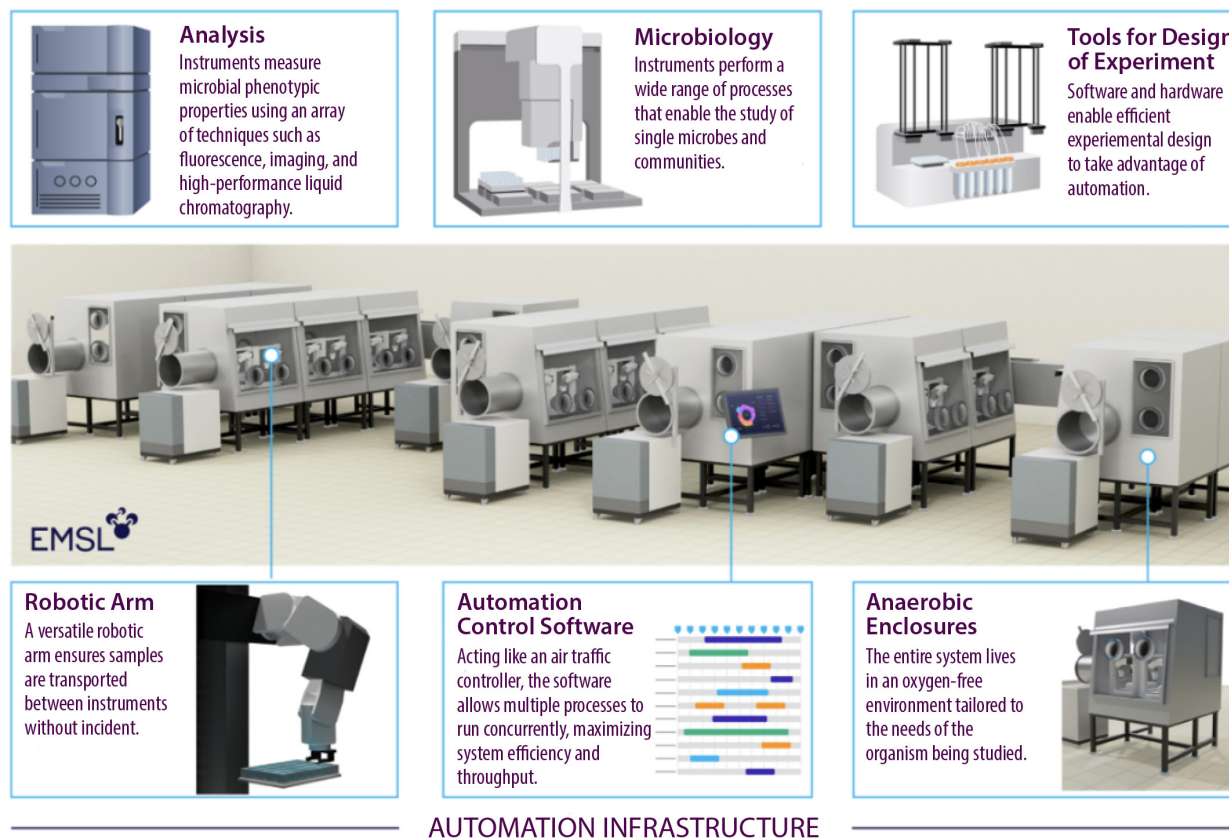 Analysis
Instruments measure
microbial phenotypic
properties using an array
of techniques such as
fluorescence, imaging, and
high-performance liquid
chromatography.
Microbiology
Instruments perform a
wide range of processes
that enable the study of
single microbes and
communities.
Tools for Design
of Experiment
Software and hardware
enable efficient
experiemental design
to take advantage of
automation.
EMSL
Robotic Arm
A versatile robotic
arm ensures samples
are transported
between instruments
without incident.
Automation
Control Software
Acting like an air traffic
controller, the software
allows multiple processes to
run concurrently, maximizing
system efficiency and
throughput.
Anaerobic
Enclosures
The entire system lives
in an oxygen-free
environment tailored to
the needs of the
organism being studied.
AUTOMATION INFRASTRUCTURE